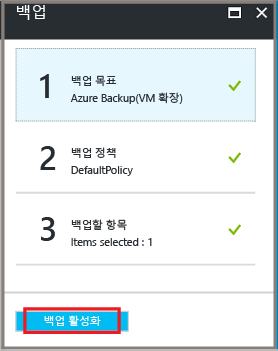 백업
1
백업 목표
Azure Backup(VM 확장)
2
백업 정책
DefaultPolicy
3
백업할 항목
Items selected : 1
백업 활성화